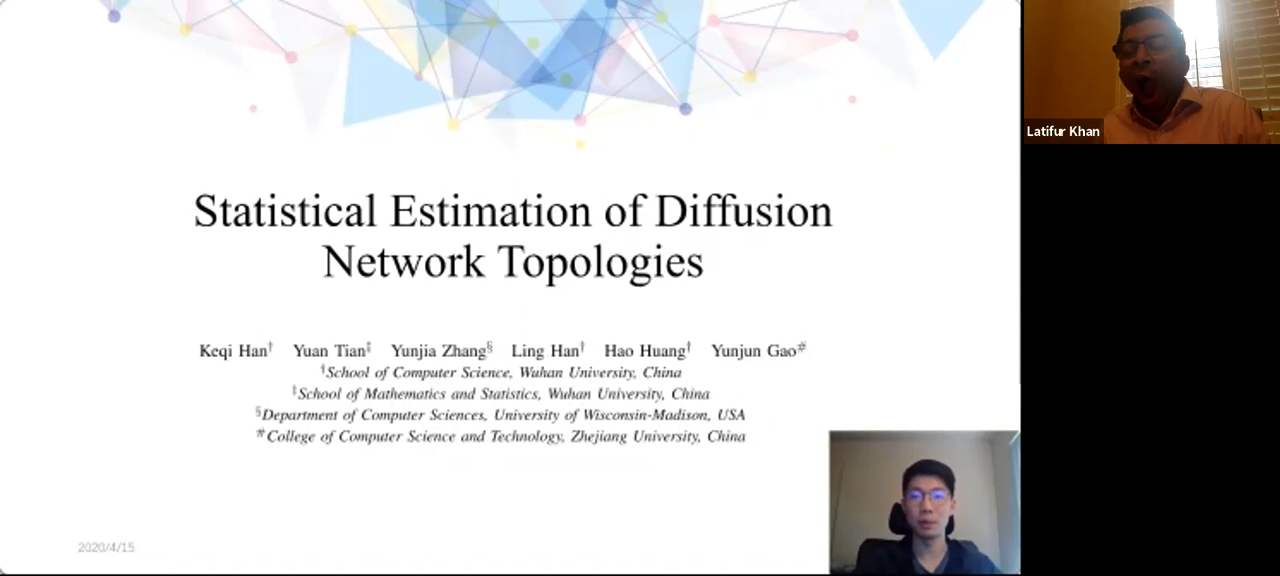 Statistical Estimation of Diffusion
Network Topologies
Keqi Han† Yuan Tian‡ Yunjia Zhang§ Ling Han† Hao Huang† Yunjun Gao#
†School of Computer Science, Wuhan University, China
‡School of Mathematics and Statistics, Wuhan University, China
§Department of Computer Sciences, University of Wisconsin-Madison, USA
#College of Computer Science and Technology, Zhejiang University, China
2020/4/15
Latifur Khan